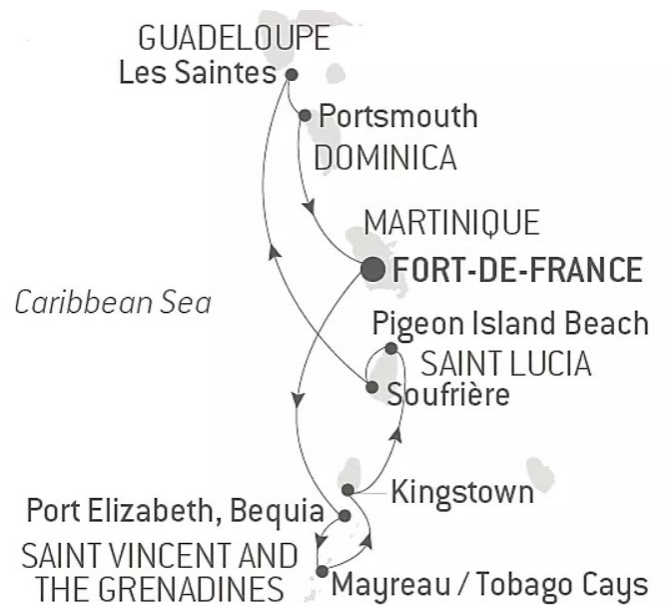 GUADELOUPE
Les Saintes
Portsmouth
DOMINICA
MARTINIQUE
FORT-DE-FRANCE
Caribbean Sea
Pigeon Island Beach
SAINT LUCIA
Soufrière
Kingstown
Port Elizabeth, Bequia
SAINT VINCENT AND
THE GRENADINES
Mayreau / Tobago Cays